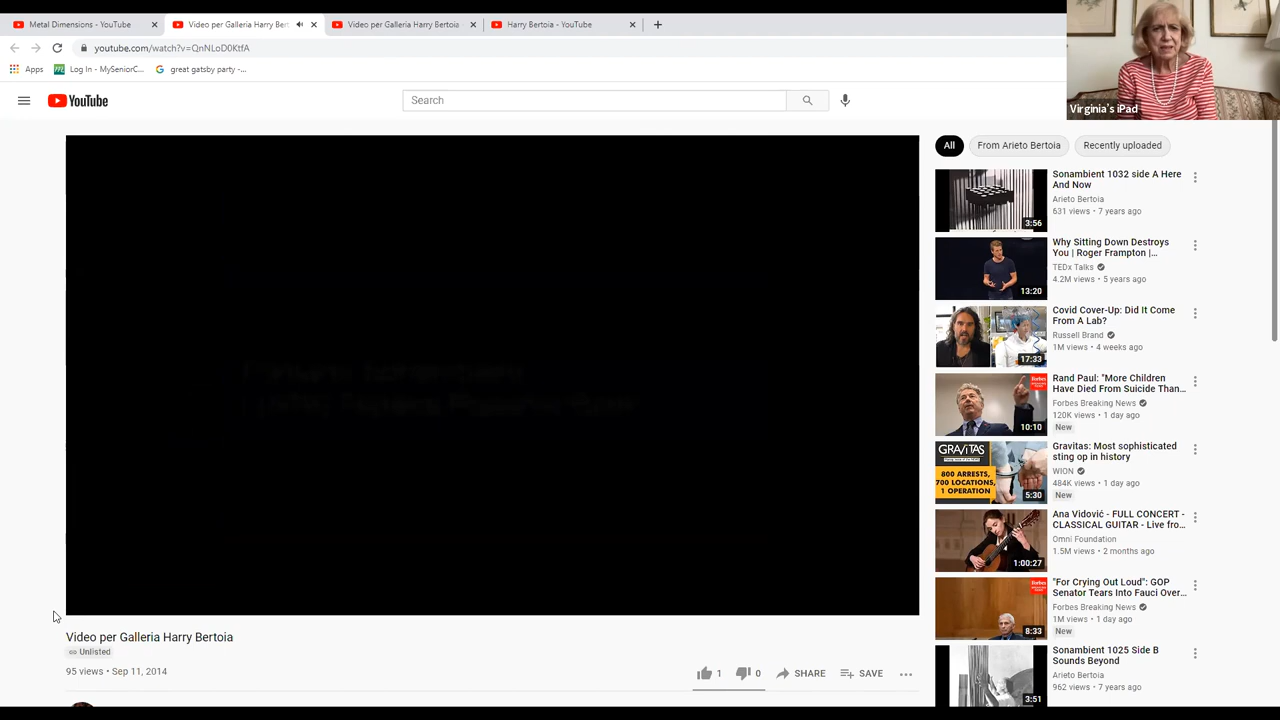 Metal Dimensions - YouTube
Video per Galleria Harry Bert
Video per Galleria Harry Bertoia
Harry Bertoia - YouTube
youtube.com/watch?v=QnNLoD0KtfA
Apps
Log In - MySeniorC...
great gatsby party -...
Virginia's iPad
YouTube
Search
All
From Arieto Bertoia
Recently uploaded
Sonambient 1032 side A Here
And Now
Arieto Bertoia
631 views • 7 years ago
3:56
Why Sitting Down Destroys
You | Roger Frampton |...
TEDx Talks
4.2M views • 5 years ago
13:20
Covid Cover-Up: Did It Come
From A Lab?
Russell Brand
1M views • 4 weeks ago
17:33
Rand Paul: "More Children
Have Died From Suicide Than...
Forbes Breaking News
120K views • 1 day ago
New
10:10
Forbes
Gravitas: Most sophisticated
sting op in history
WION
484K views • 1 day ago
New
GRAVITAS
800 ARRESTS,
700 LOCATIONS,
1 OPERATION
5:30
Ana Vidović - FULL CONCERT -
CLASSICAL GUITAR - Live fro...
Omni Foundation
1.5M views • 2 months ago
1:00:27
"For Crying Out Loud": GOP
Senator Tears Into Fauci Over...
Forbes Breaking News
1M views • 1 day ago
New
8:33
Forbes
Sonambient 1025 Side B
Sounds Beyond
Arieto Bertoia
962 views • 7 years ago
3:51
Video per Galleria Harry Bertoia
Unlisted
95 views • Sep 11, 2014
1
0
SHARE
SAVE